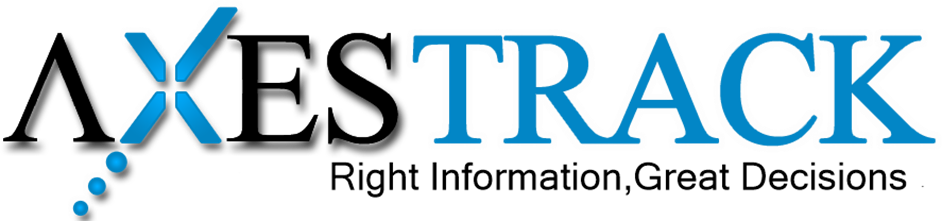 AXESTRACK
Right Information,Great Decisions